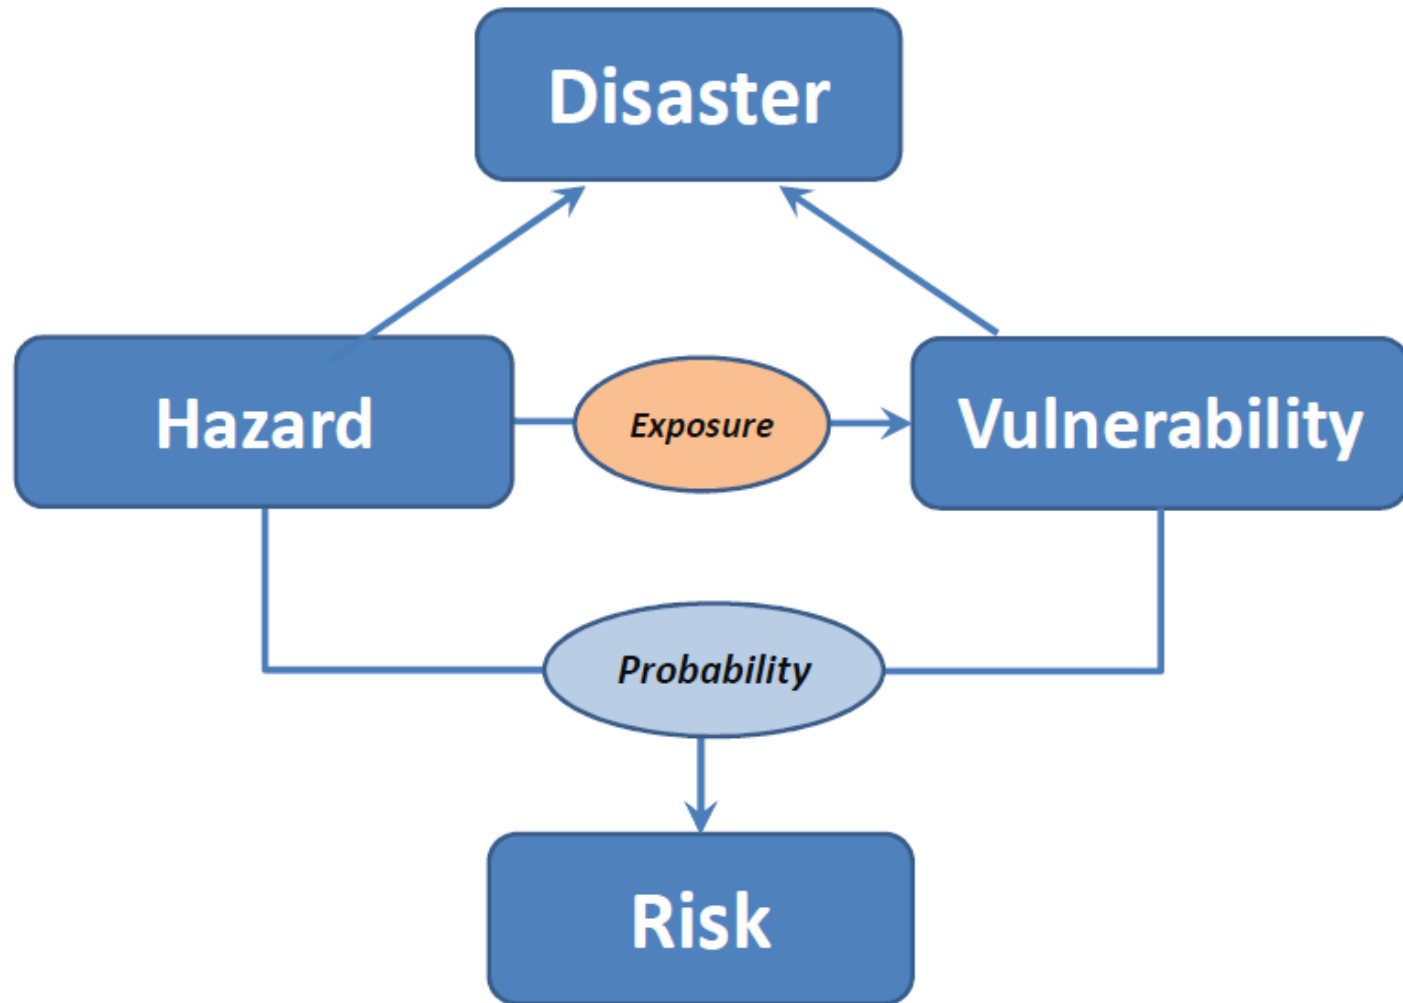 Disaster
Hazard
Exposure
Vulnerability
Probability
Risk